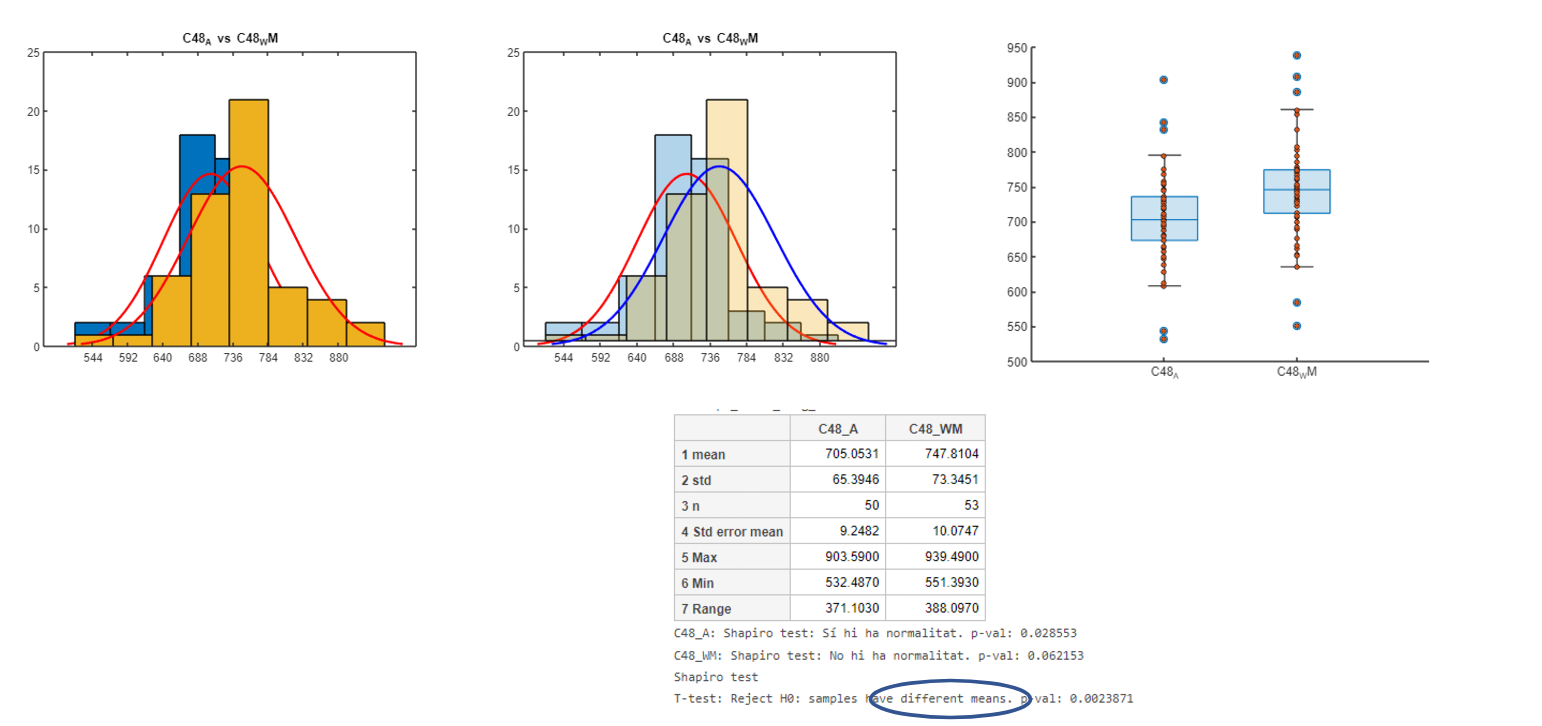 C48A vs C48WM
25
20
15
10
5
0
544 592 640 688 736 784 832 880
C48A vs C48WM
25
20
15
10
5
0
544 592 640 688 736 784 832 880
950
900
850
800
750
700
650
600
550
500
C48A C48WM
C48_A C48_WM
1 mean 705.0531 747.8104
2 std 65.3946 73.3451
3 n 50 53
4 Std error mean 9.2482 10.0747
5 Max 903.5900 939.4900
6 Min 532.4870 551.3930
7 Range 371.1030 388.0970
C48_A: Shapiro test: Sí hi ha normalitat. p-val: 0.028553
C48_WM: Shapiro test: No hi ha normalitat. p-val: 0.062153
Shapiro test
T-test: Reject H0: samples have different means. p-val: 0.0023871